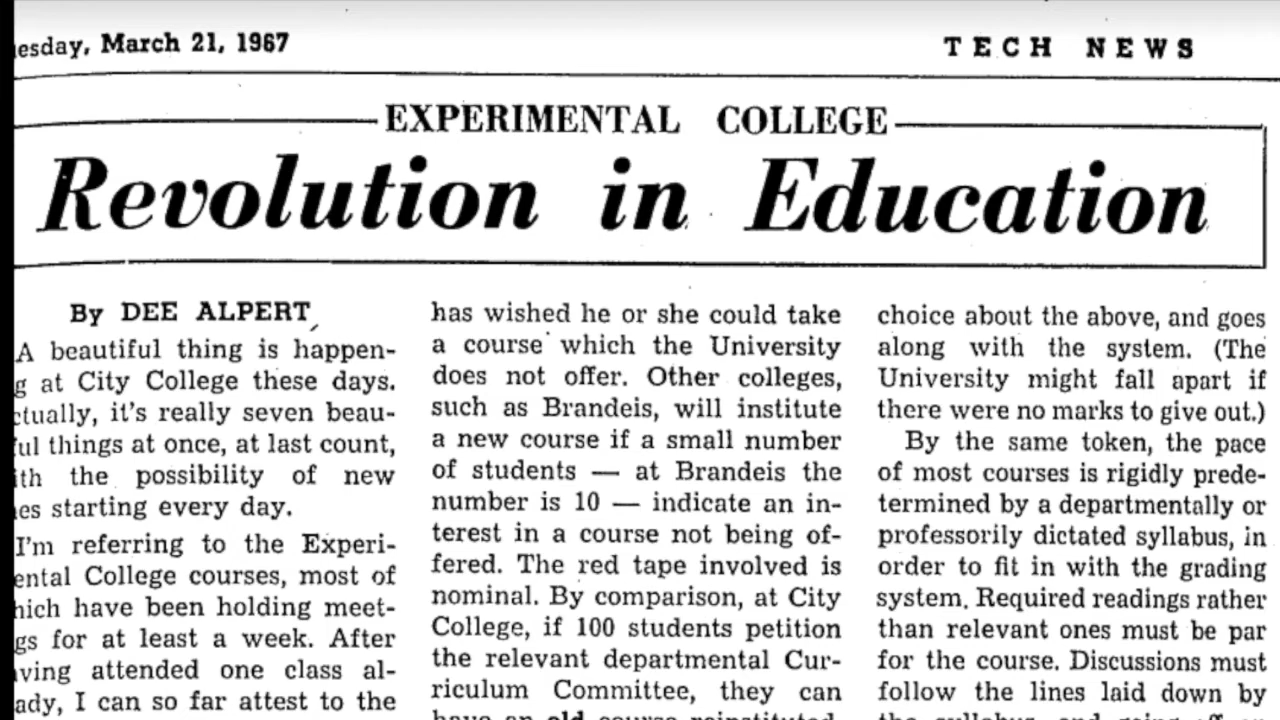 esday, March 21, 1967
TECH NEWS
EXPERIMENTAL COLLEGE
Revolution in Education
By DEE ALPERT
A beautiful thing is happen-
g at City College these days.
ctually, it's really seven beau-
ful things at once, at last count,
ith the possibility of new
es starting every day.
I'm referring to the Experi-
ental College courses, most of
hich have been holding meet-
gs for at least a week. After
ving attended one class al-
ady, I can so far attest to the
has wished he or she could take
a course which the University
does not offer. Other colleges,
such as Brandeis, will institute
a new course if a small number
of students — at Brandeis the
number is 10 — indicate an in-
terest in a course not being of-
fered. The red tape involved is
nominal. By comparison, at City
College, if 100 students petition
the relevant departmental Cur-
riculum Committee, they can
have an old course reinstituted.
choice about the above, and goes
along with the system. (The
University might fall apart if
there were no marks to give out.)
By the same token, the pace
of most courses is rigidly prede-
termined by a departmentally or
professorily dictated syllabus, in
order to fit in with the grading
system. Required readings rather
than relevant ones must be par
for the course. Discussions must
follow the lines laid down by
the syllabus, and